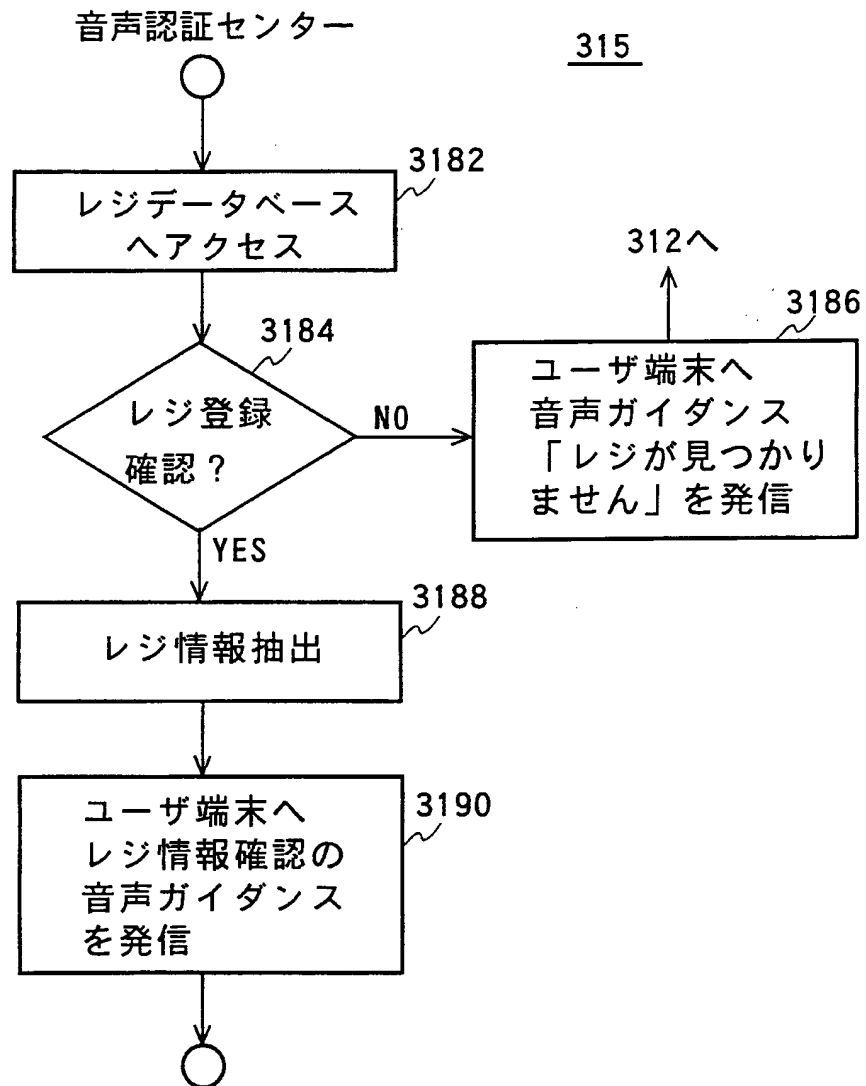 音声認証センター
315
3182
レジデータベース
へアクセス
312へ
3186
ユーザ端末へ
音声ガイダンス
「レジが見つかり
ません」を発信
3184
レジ登録
確認?
NO
YES
3188
レジ情報抽出
3190
ユーザ端末へ
レジ情報確認の
音声ガイダンス
を発信